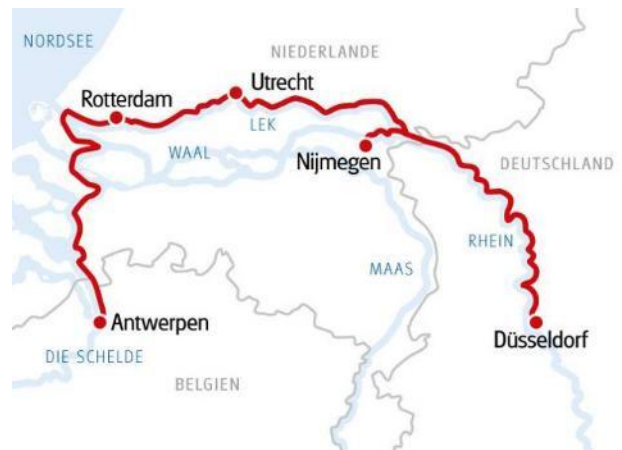 NORDSEE
NIEDERLANDE
Utrecht
Rotterdam
LEK
WAAL
Nijmegen
DEUTSCHLAND
RHEIN
MAAS
Antwerpen
Düsseldorf
DIE SCHELDE
BELGIEN